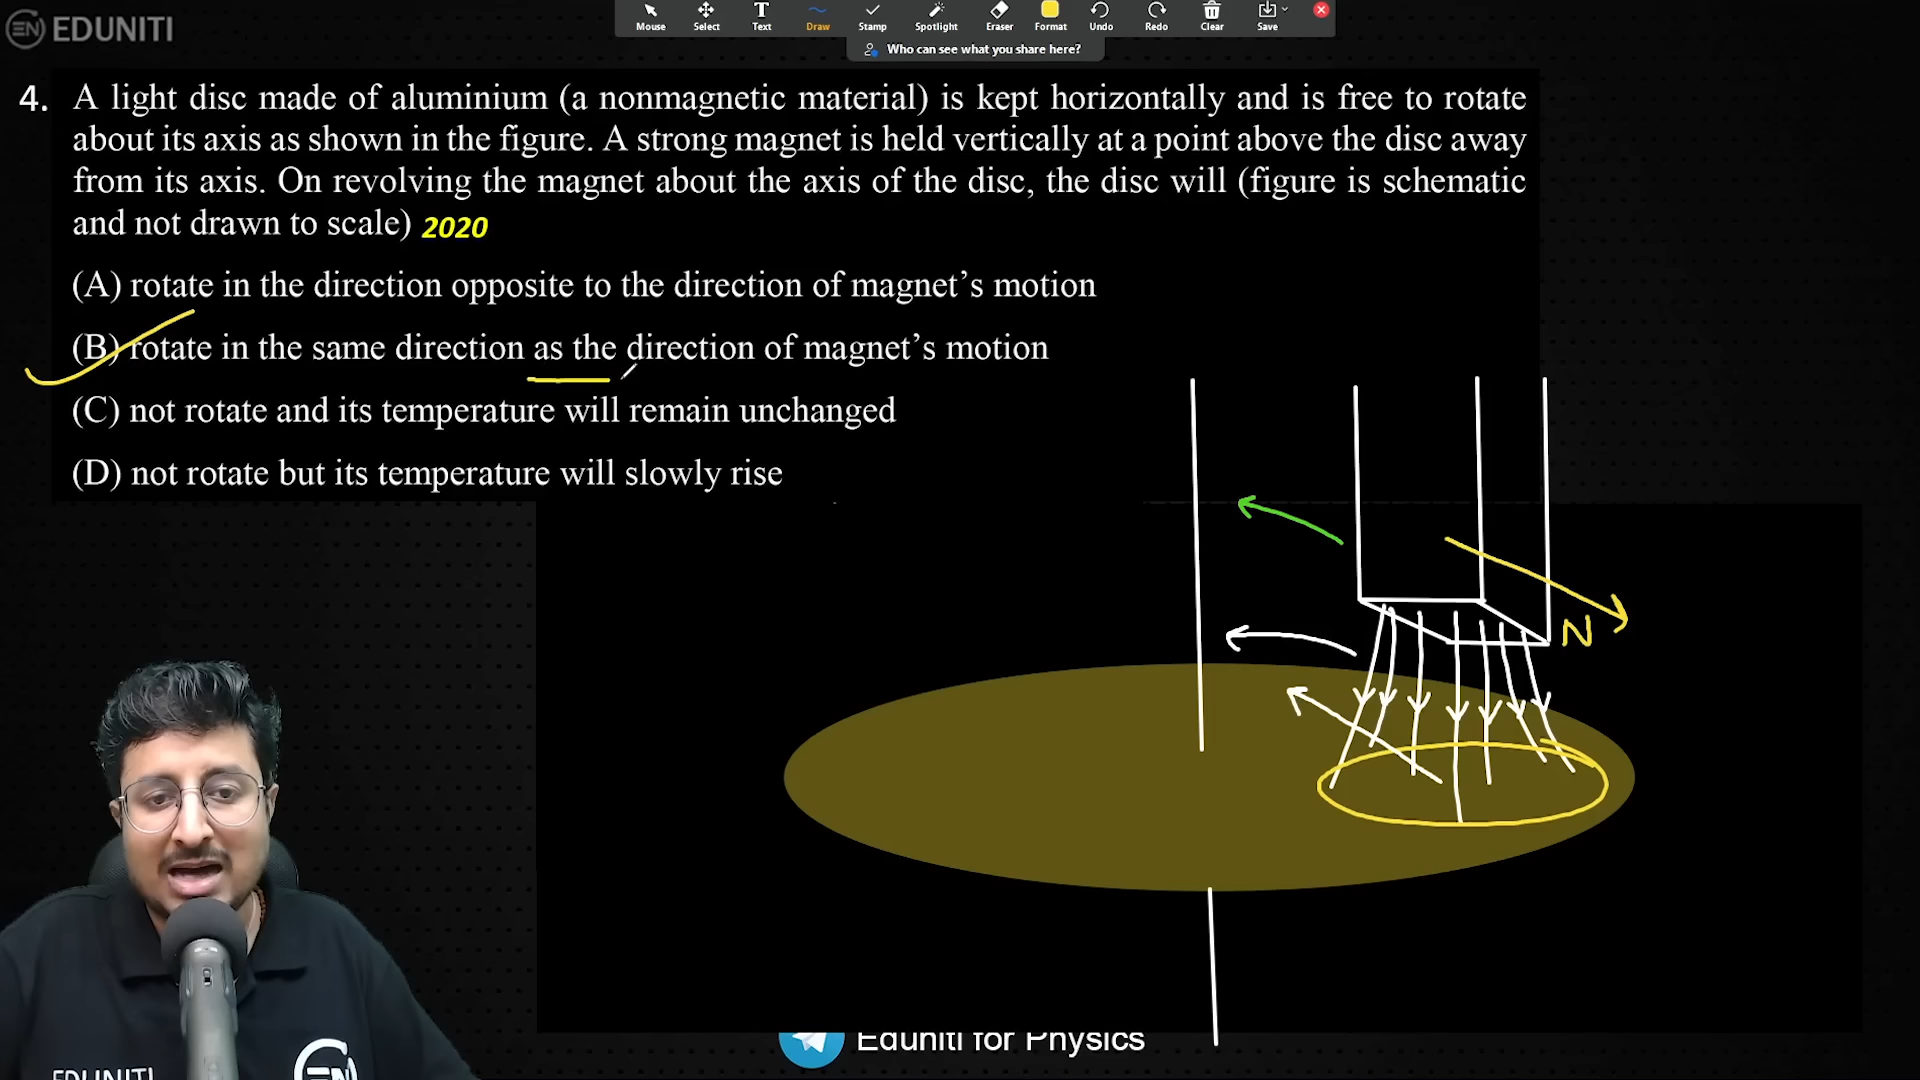 EN EDUNITI
Mouse Select Text Draw Stamp Spotlight Eraser Format Undo Redo Clear Save
Who can see what you share here?
4. A light disc made of aluminium (a nonmagnetic material) is kept horizontally and is free to rotate
about its axis as shown in the figure. A strong magnet is held vertically at a point above the disc away
from its axis. On revolving the magnet about the axis of the disc, the disc will (figure is schematic
and not drawn to scale) 2020
(A) rotate in the direction opposite to the direction of magnet’s motion
(B) rotate in the same direction as the direction of magnet’s motion
(C) not rotate and its temperature will remain unchanged
(D) not rotate but its temperature will slowly rise
N
Eduniti for Physics
EDUNITI
EN